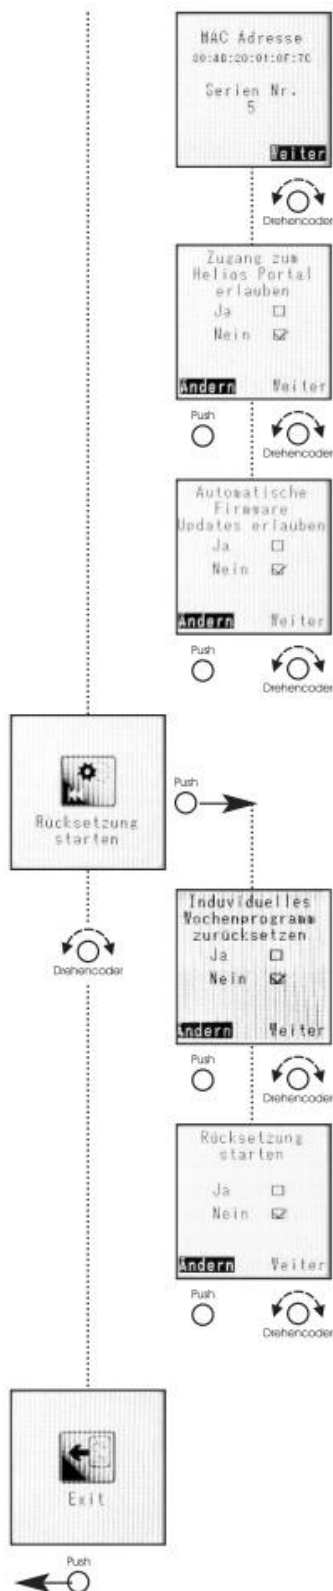 MAC Adresse
00:4B:20:01:0F:7C
Serien Nr.
5
Weiter
Drehencoder
Zugang zum
Helios Portal
erlauben
Ja
Nein
Ändern Weiter
Push
Drehencoder
Automatische
Firmware
Updates erlauben
Ja
Nein
Ändern Weiter
Push
Drehencoder
Rücksetzung
starten
Push
Drehencoder
Induviduelles
Wochenprogramm
zurücksetzen
Ja
Nein
Ändern Weiter
Push
Drehencoder
Rücksetzung
starten
Ja
Nein
Ändern Weiter
Push
Drehencoder
Exit
Push